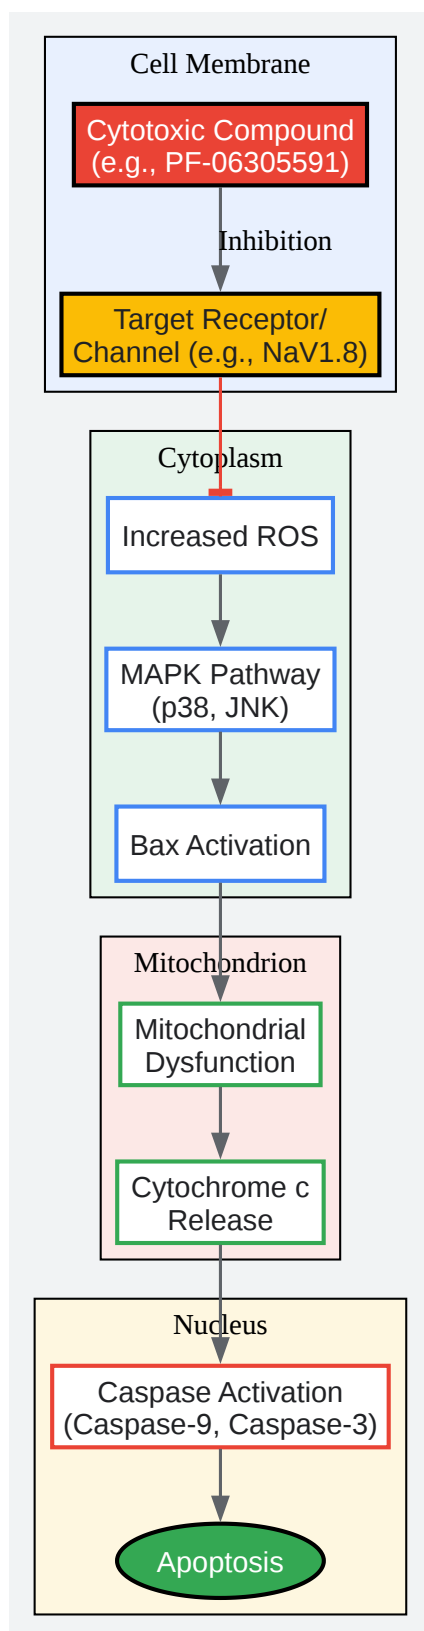 Cell Membrane
Cytotoxic Compound
(e.g., PF-06305591)
Inhibition
Target Receptor/
Channel (e.g., NaV1.8)
Cytoplasm
Increased ROS
MAPK Pathway
(p38, JNK)
Bax Activation
Mitochondrion
Mitochondrial
Dysfunction
Cytochrome c
Release
Nucleus
Caspase Activation
(Caspase-9, Caspase-3)
Apoptosis